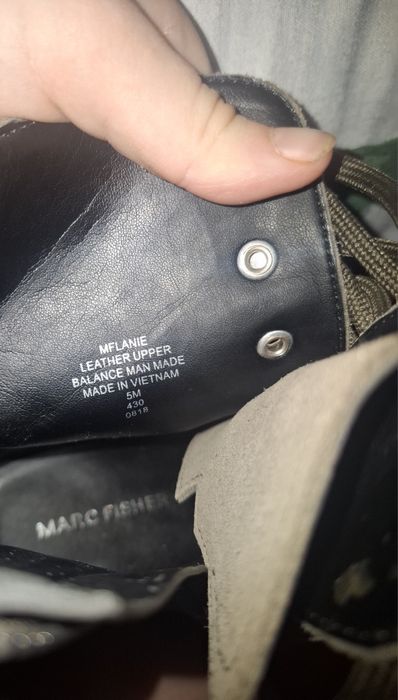 MFLANIE
LEATHER UPPER
BALANCE MAN MADE
MADE IN VIETNAM
5M
430
0818
MARC FISHER